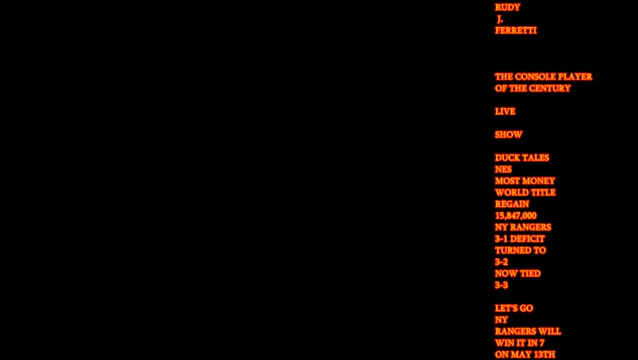 RUDY
J.
FERRETTI
THE CONSOLE PLAYER
OF THE CENTURY
LIVE
SHOW
DUCK TALES
NES
MOST MONEY
WORLD TITLE
REGAIN
15,847,000
NY RANGERS
3-1 DEFICIT
TURNED TO
3-2
NOW TIED
3-3
LET'S GO
NY
RANGERS WILL
WIN IT IN 7
ON MAY 13TH